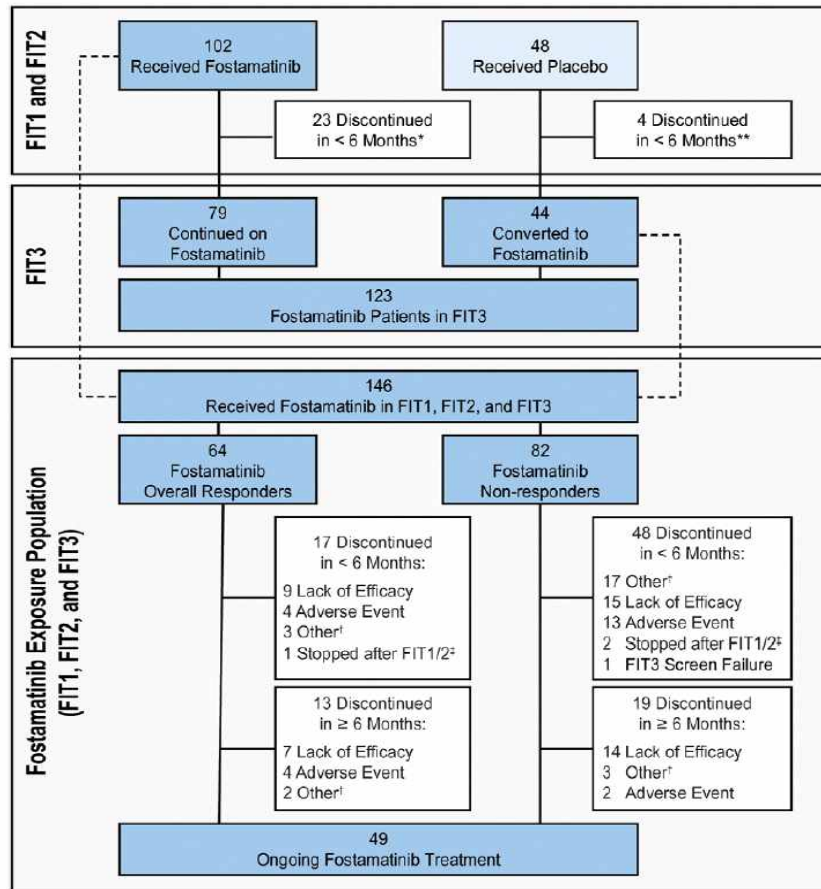 FIT1 and FIT2
102
Received Fostamatinib
48
Received Placebo
23 Discontinued
in < 6 Months*
4 Discontinued
in < 6 Months**
FIT3
79
Continued on
Fostamatinib
44
Converted to
Fostamatinib
123
Fostamatinib Patients in FIT3
Fostamatinib Exposure Population
(FIT1, FIT2, and FIT3)
146
Received Fostamatinib in FIT1, FIT2, and FIT3
64
Fostamatinib
Overall Responders
82
Fostamatinib
Non-responders
17 Discontinued
in < 6 Months:
9 Lack of Efficacy
4 Adverse Event
3 Other†
1 Stopped after FIT1/2‡
48 Discontinued
in < 6 Months:
17 Other†
15 Lack of Efficacy
13 Adverse Event
2 Stopped after FIT1/2‡
1 FIT3 Screen Failure
13 Discontinued
in ≥ 6 Months:
7 Lack of Efficacy
4 Adverse Event
2 Other†
19 Discontinued
in ≥ 6 Months:
14 Lack of Efficacy
3 Other†
2 Adverse Event
49
Ongoing Fostamatinib Treatment